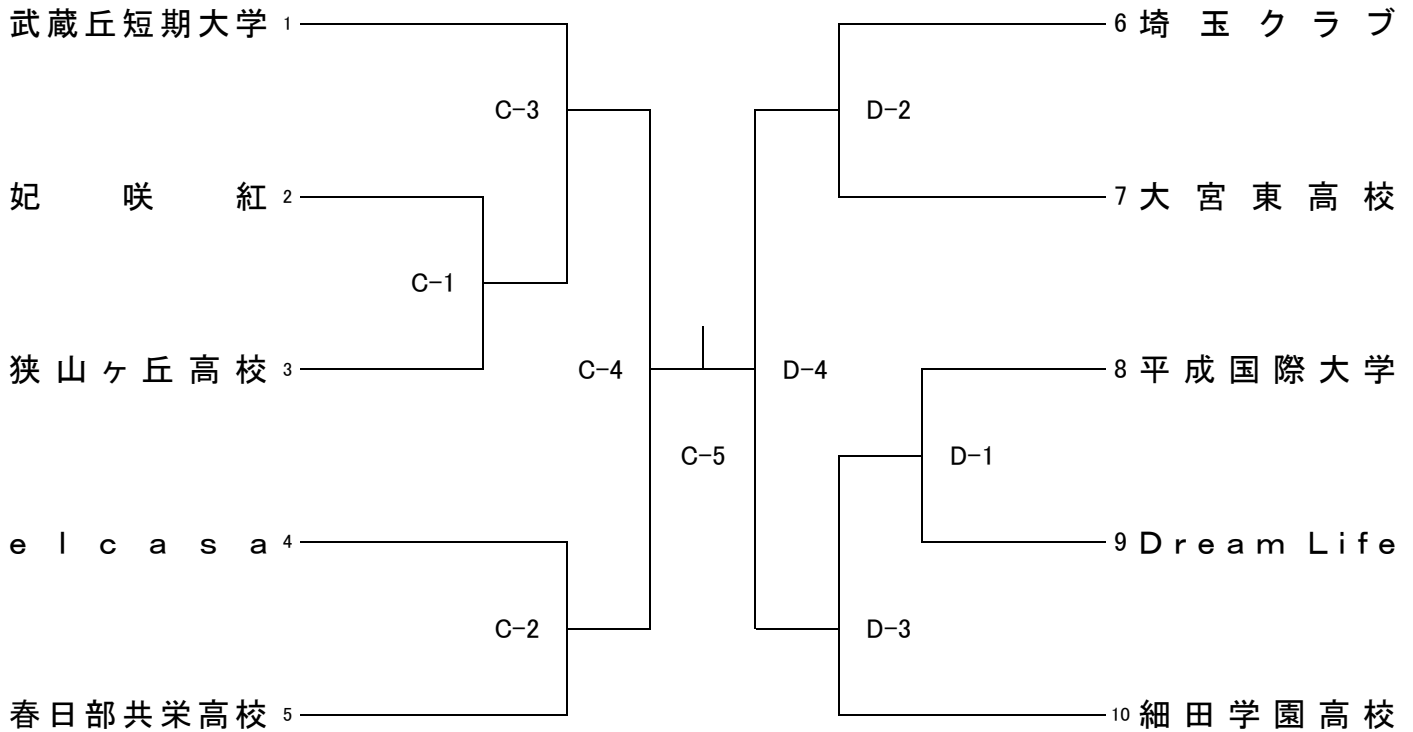 武蔵丘短期大学 1
6 埼玉クラブ
C-3
D-2
妃咲紅 2
7 大宮東高校
C-1
狭山ヶ丘高校 3
C-4
D-4
8 平成国際大学
C-5
D-1
elcasa 4
9 Dream Life
C-2
D-3
春日部共栄高校 5
10 細田学園高校